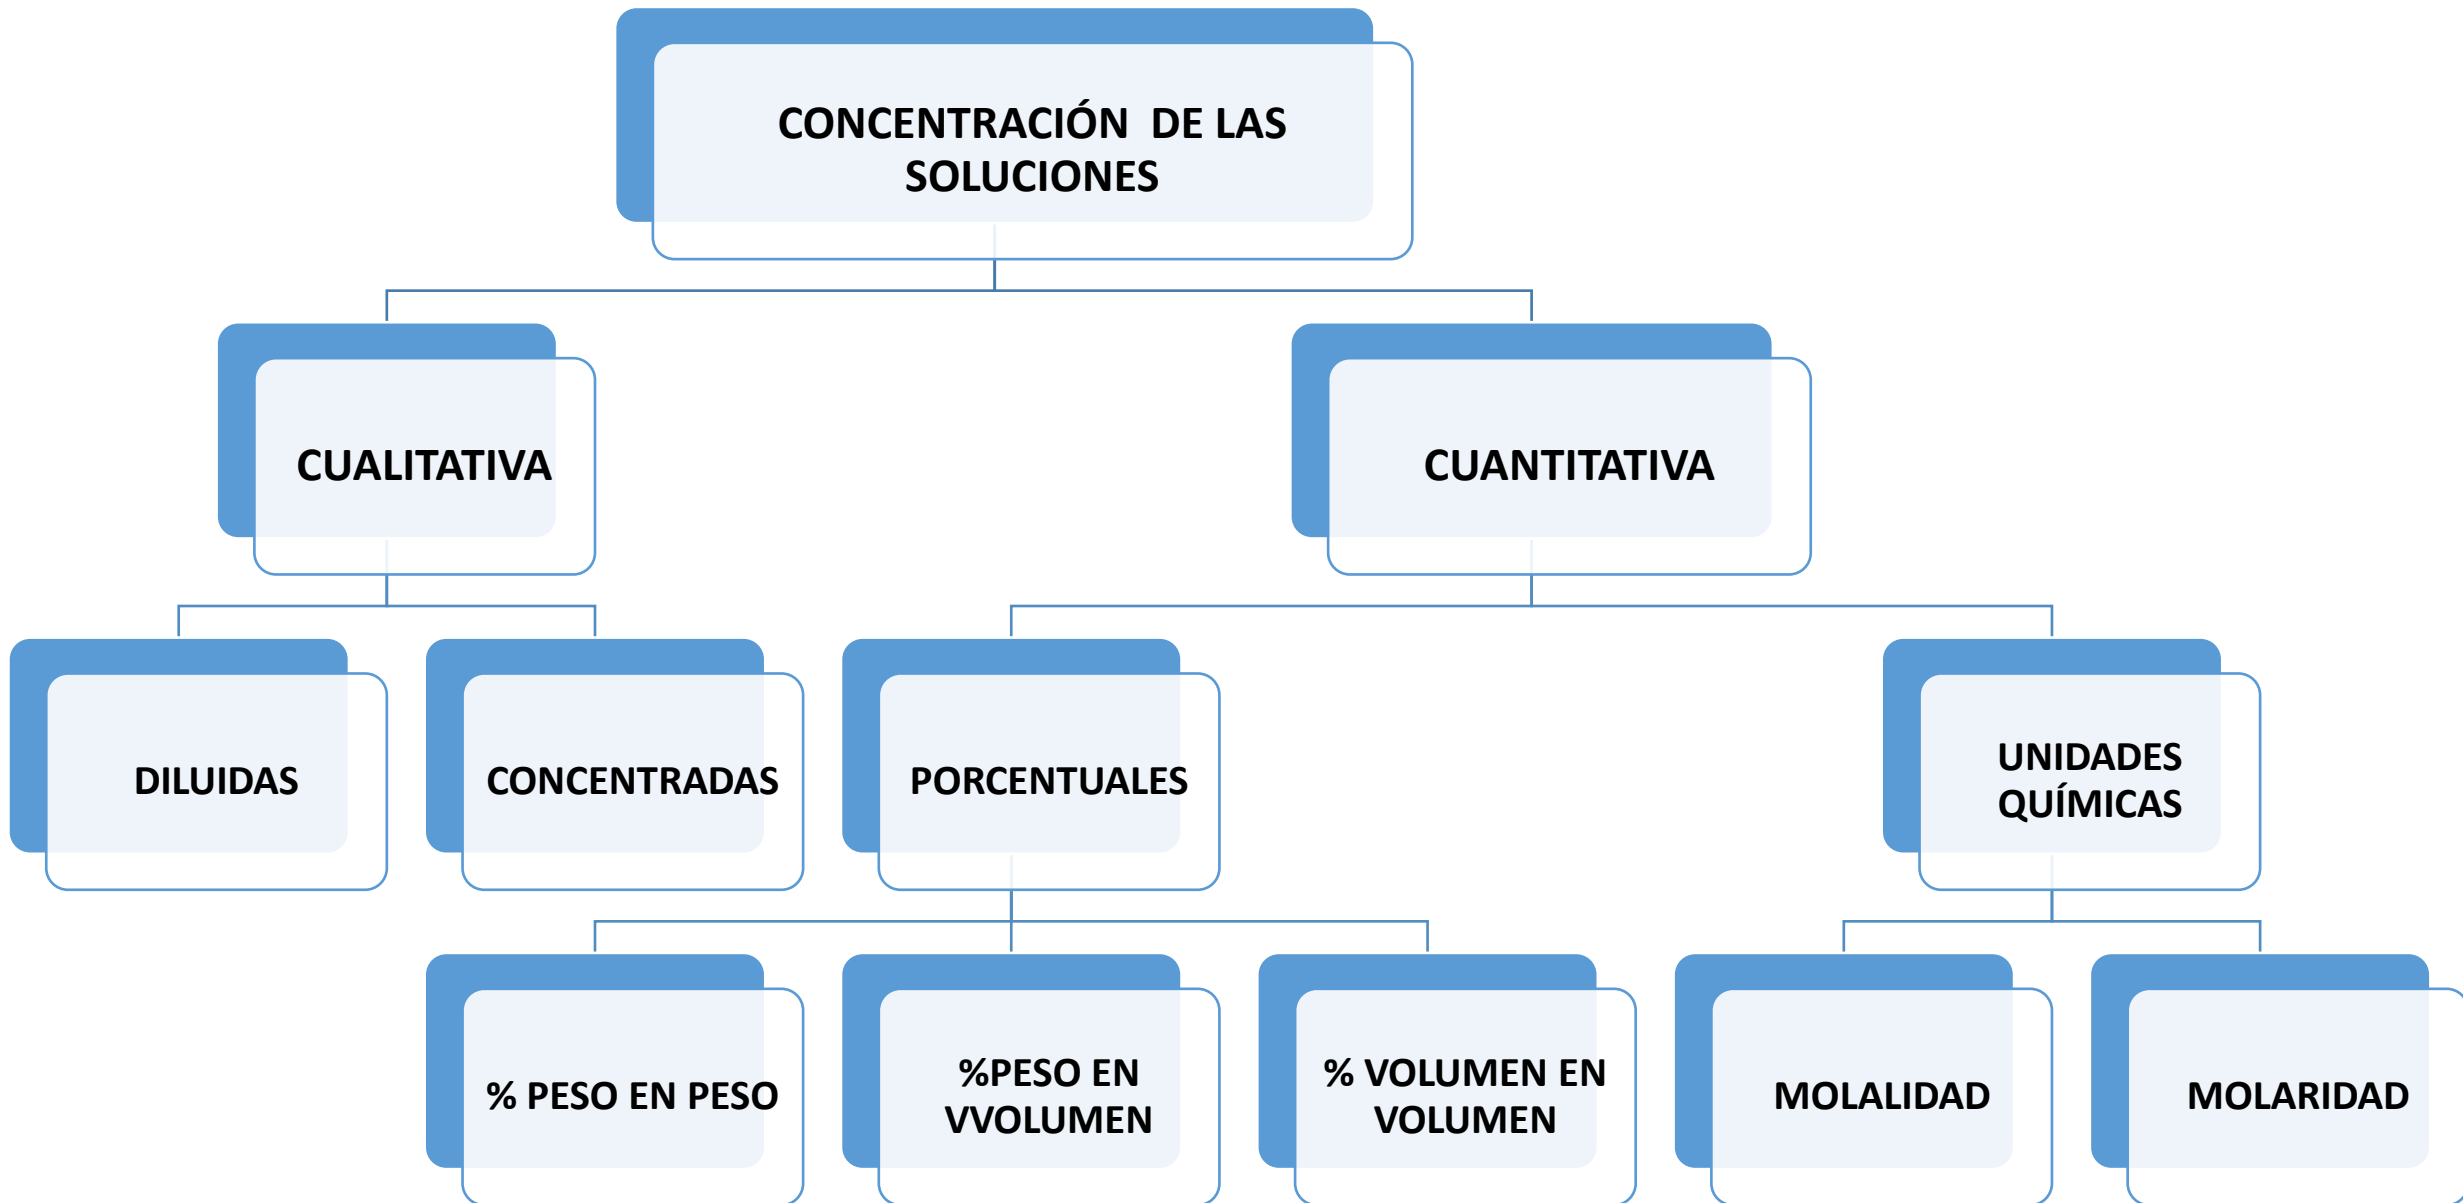 CONCENTRACIÓN DE LAS
SOLUCIONES
CUALITATIVA
CUANTITATIVA
DILUIDAS
CONCENTRADAS
PORCENTUALES
UNIDADES
QUÍMICAS
% PESO EN PESO
%PESO EN
VVOLUMEN
% VOLUMEN EN
VOLUMEN
MOLALIDAD
MOLARIDAD